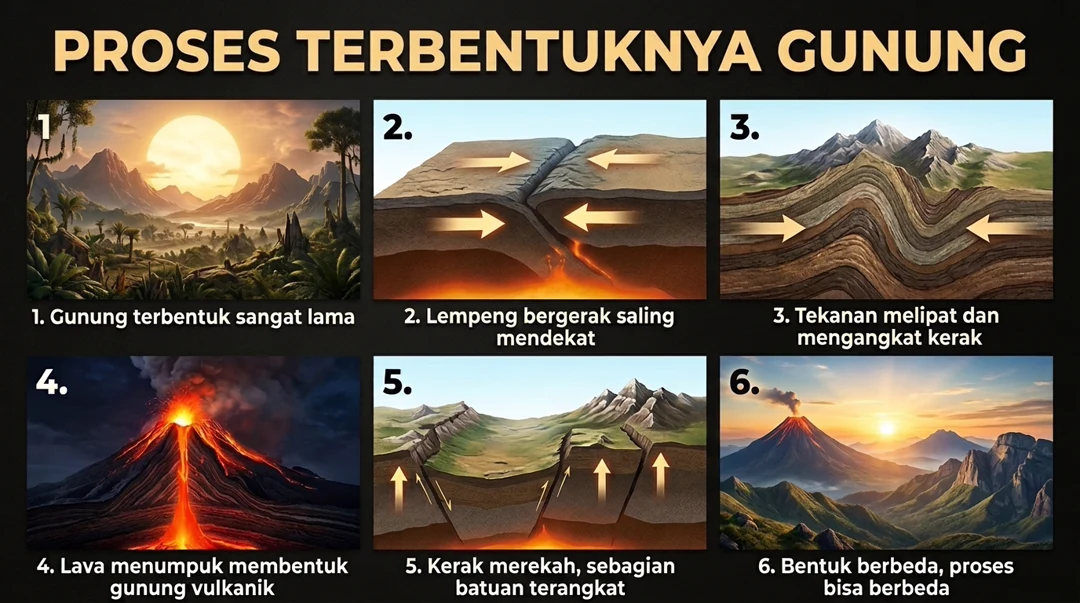 PROSES TERBENTUKNYA GUNUNG
1
2.
3.
1. Gunung terbentuk sangat lama
2. Lempeng bergerak saling
mendekat
3. Tekanan melipat dan
mengangkat kerak
4.
5.
6.
4. Lava menumpuk membentuk
gunung vulkanik
5. Kerak merekah, sebagian
batuan terangkat
6. Bentuk berbeda, proses
bisa berbeda